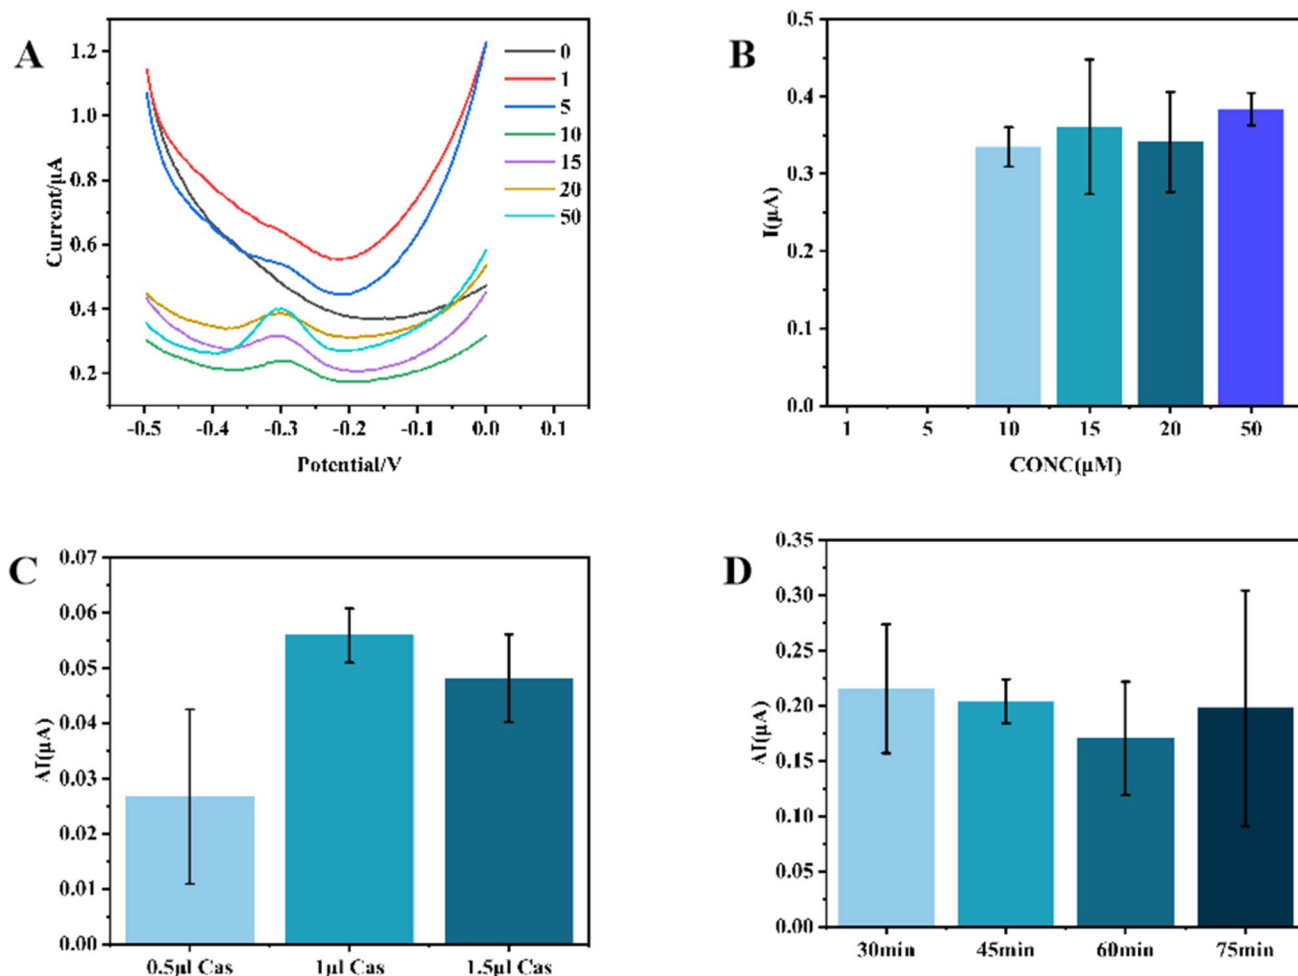 A
Current/μA
1.2
1.0
0.8
0.6
0.4
0.2
-0.5
-0.4
-0.3
-0.2
-0.1
0.0
0.1
Potential/V
0
1
5
10
15
20
50
B
I(μA)
0.5
0.4
0.3
0.2
0.1
0.0
1
5
10
15
20
50
CONC(μM)
C
ΔI(μA)
0.07
0.06
0.05
0.04
0.03
0.02
0.01
0.00
0.5μl Cas
1μl Cas
1.5μl Cas
D
ΔI(μA)
0.35
0.30
0.25
0.20
0.15
0.10
0.05
0.00
30min
45min
60min
75min